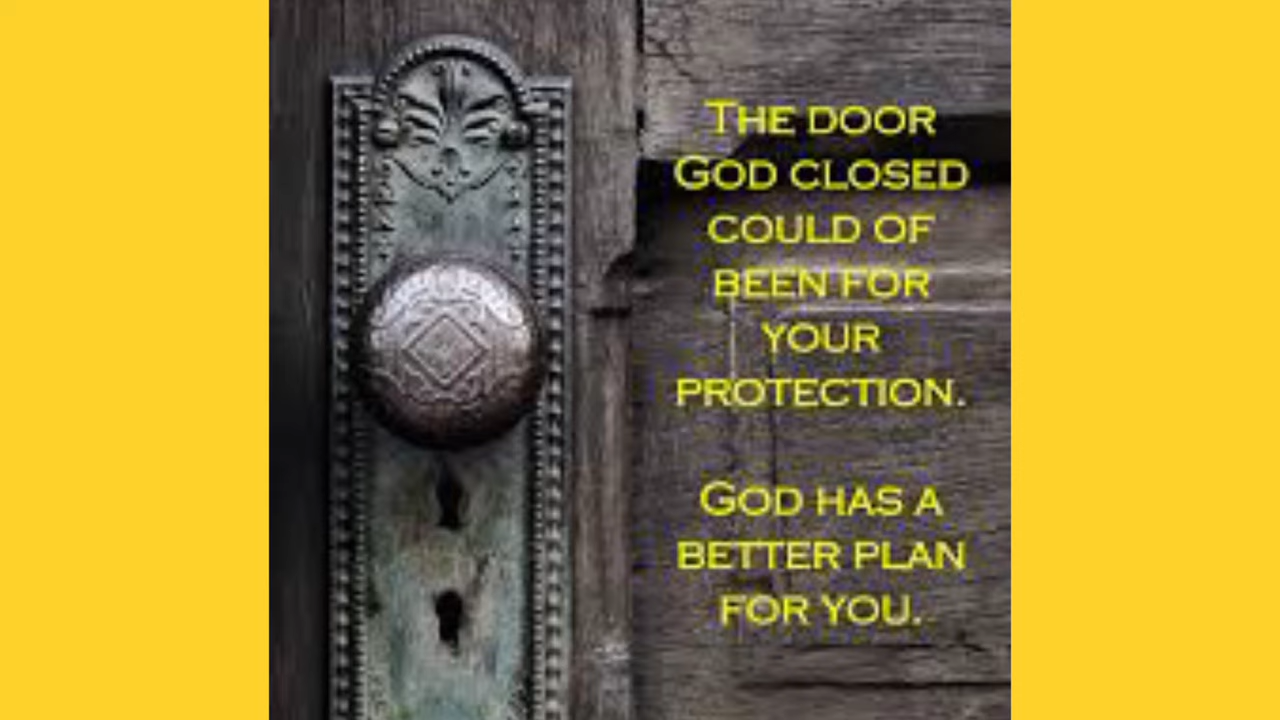 The door
God closed
could of
been for
your
protection.
God has a
better plan
for you.